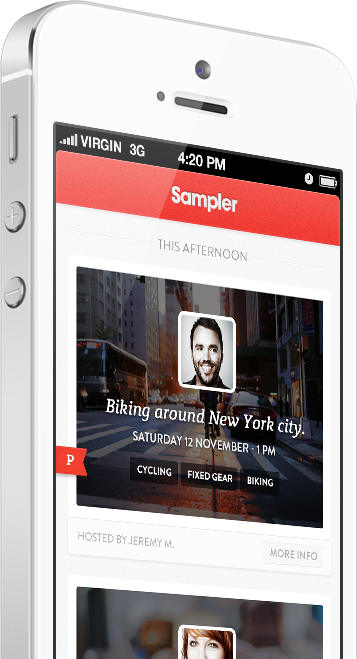 VIRGIN 3G 4:20 PM
Sampler
THIS AFTERNOON
Biking around New York city.
SATURDAY 12 NOVEMBER · 1 PM
P
CYCLING FIXED GEAR BIKING
HOSTED BY JEREMY M.
MORE INFO